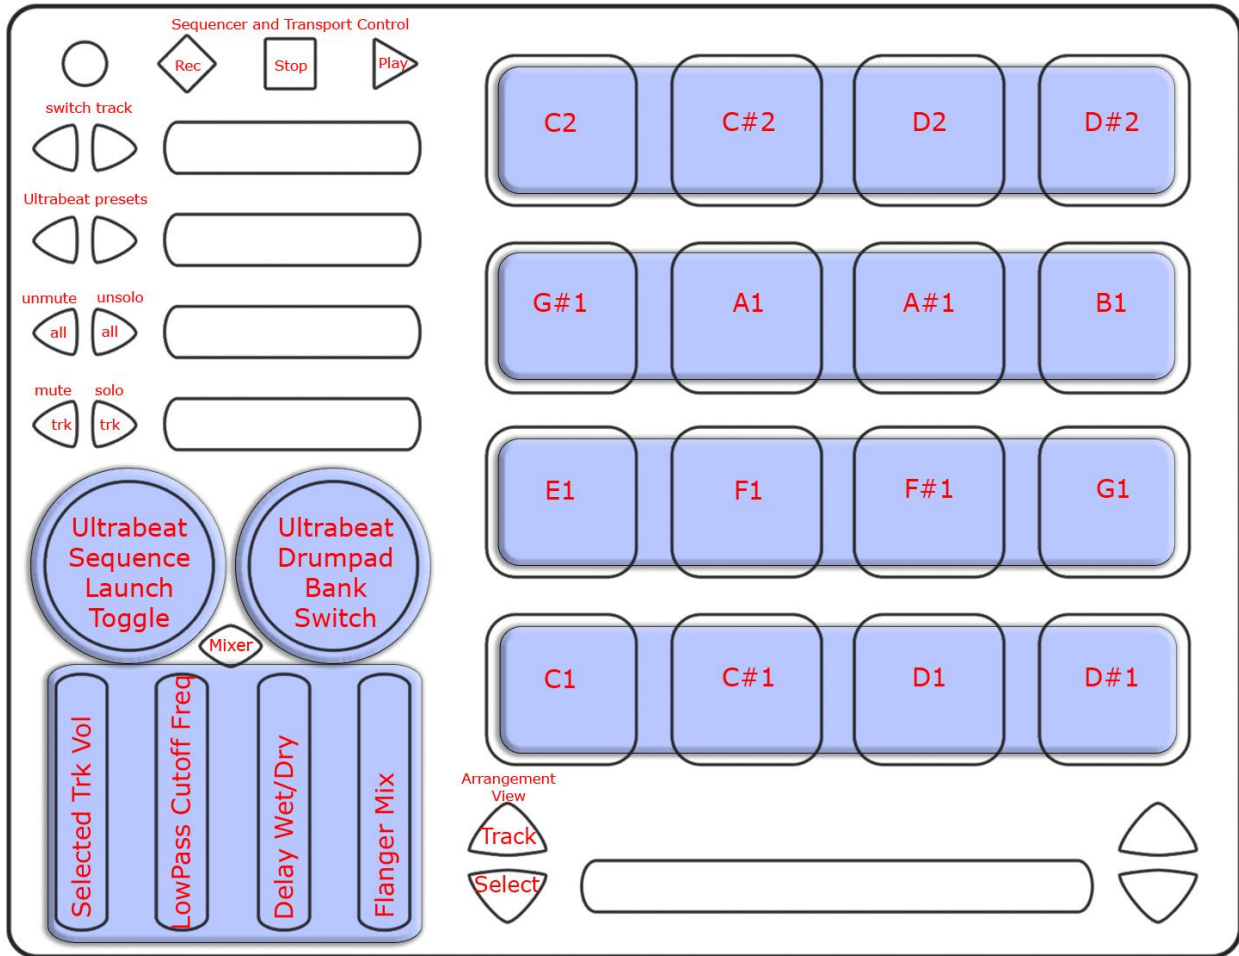 Sequencer and Transport Control
Rec
Stop
Play
switch track
Ultrabeat presets
unmute
unsolo
all
all
mute
solo
trk
trk
Ultrabeat
Sequence
Launch
Toggle
Ultrabeat
Drumpad
Bank
Switch
Mixer
Selected Trk Vol
LowPass Cutoff Freq
Delay Wet/Dry
Flanger Mix
C2
C#2
D2
D#2
G#1
A1
A#1
B1
E1
F1
F#1
G1
C1
C#1
D1
D#1
Arrangement
View
Track
Select